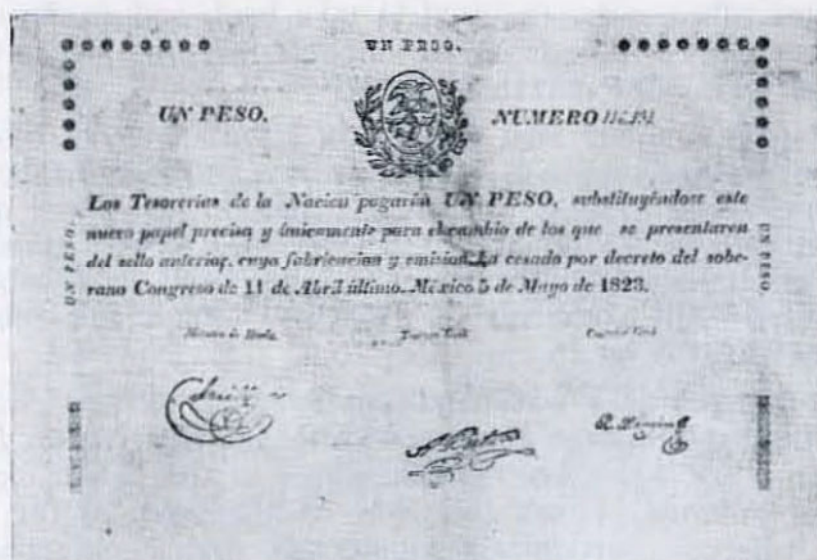 UN PESO.
UN PESO. NUMERO
Las Tesorerias de la Nacion pagarán UN PESO, substituyéndose este
nuevo papel precisa y únicamente para el cambio de los que se presentaren
del sello anterior, cuya fabricacion y emision ha cesado por decreto del sobe-
rano Congreso de 11 de Abril último. México 5 de Mayo de 1823.
UN PESO.
UN PESO.